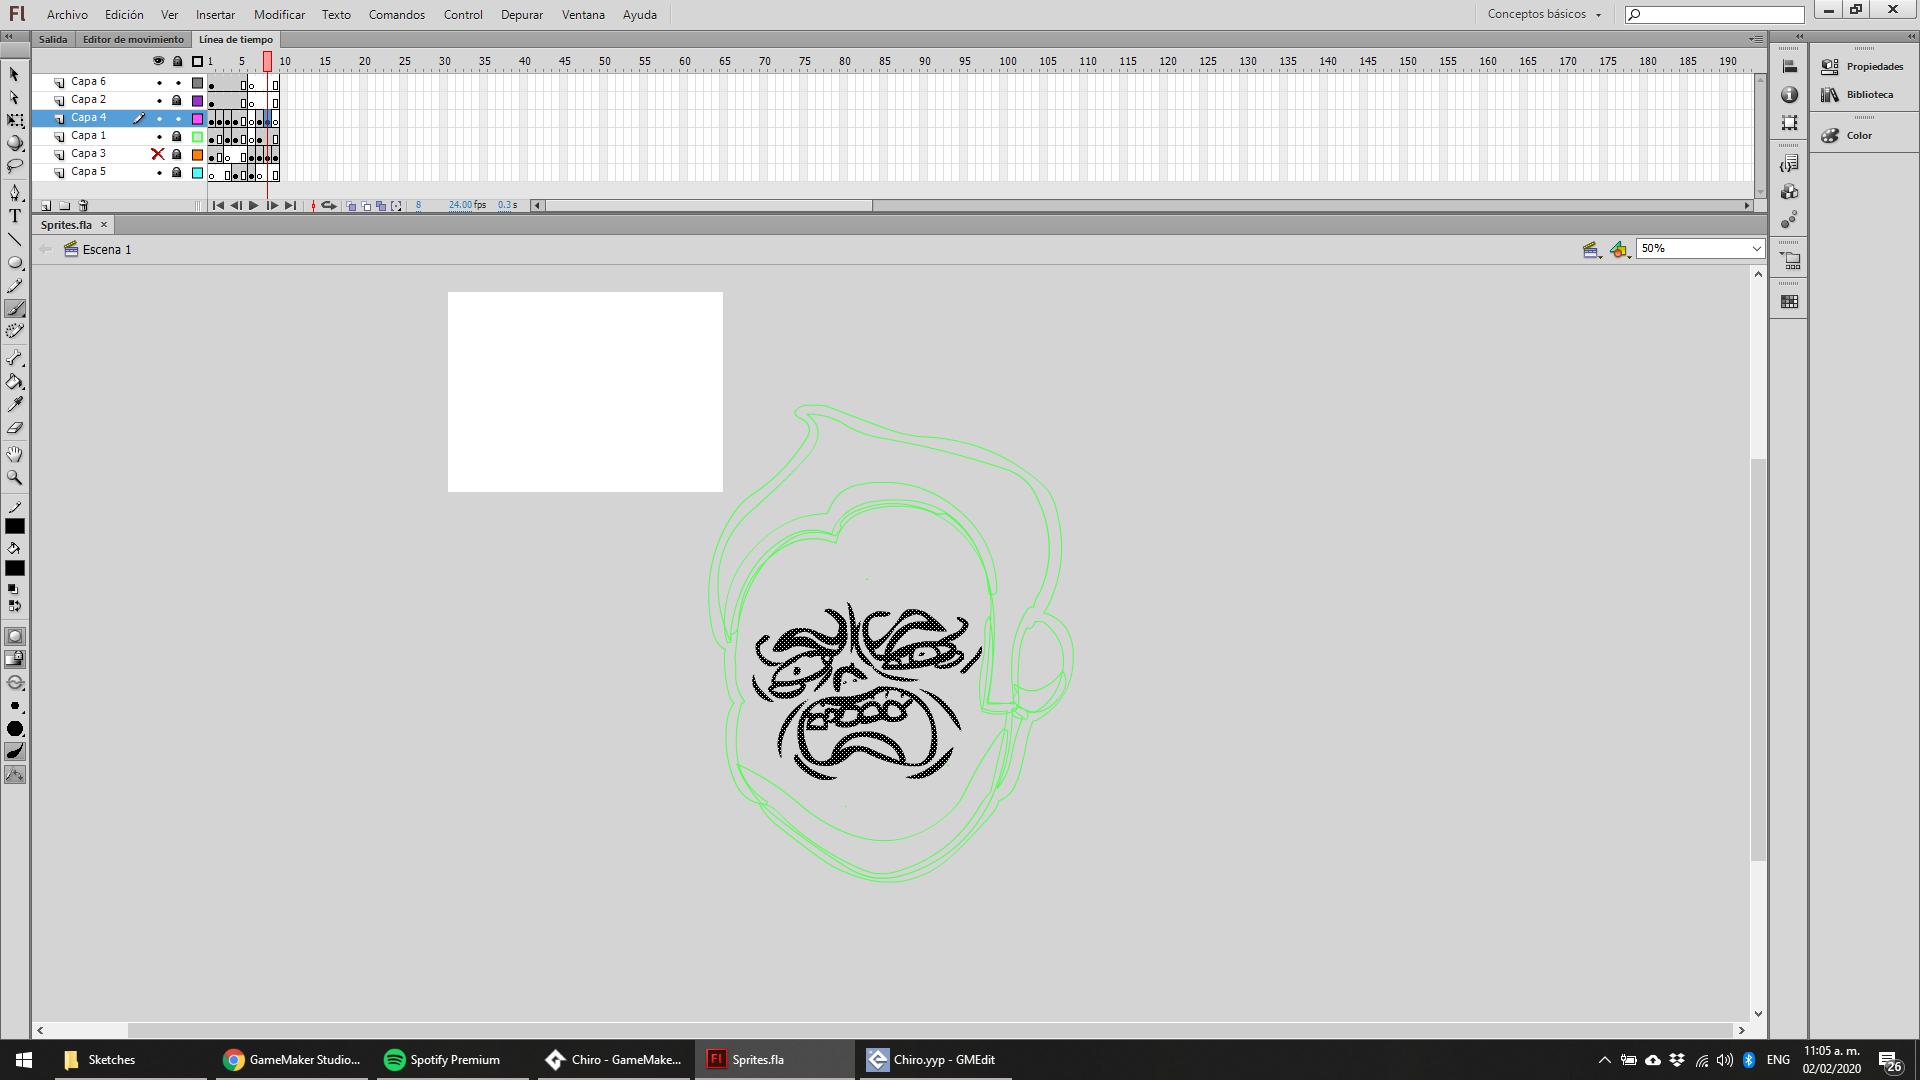 Fl Archivo Edición Ver Insertar Modificar Texto Comandos Control Depurar Ventana Ayuda Conceptos básicos
Salida Editor de movimiento Línea de tiempo
1 5 10 15 20 25 30 35 40 45 50 55 60 65 70 75 80 85 90 95 100 105 110 115 120 125 130 135 140 145 150 155 160 165 170 175 180 185 190
Capa 6
Capa 2
Capa 4
Capa 1
Capa 3
Capa 5
8 24.00 fps 0.3 s
Propiedades
Biblioteca
Color
Sprites.fla
Escena 1 50%
T
Sketches GameMaker Studio... Spotify Premium Chiro - GameMake... Fl Sprites.fla Chiro.yyp - GMEdit ENG 11:05 a. m.
02/02/2020 26